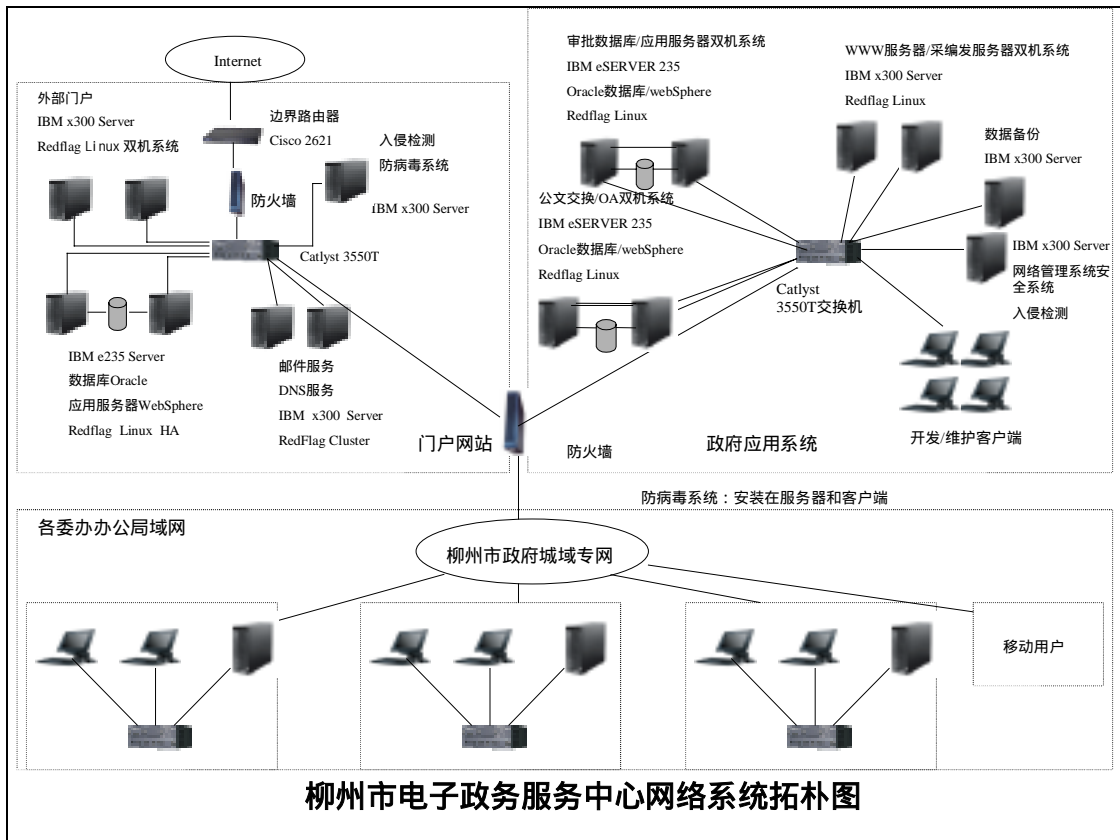 Internet
外部门户
IBM x300 Server
Redflag Linux 双机系统
边界路由器
Cisco 2621
防火墙
入侵检测
防病毒系统
IBM x300 Server
Catlyst 3550T
IBM e235 Server
数据库Oracle
应用服务器WebSphere
Redflag Linux HA
邮件服务
DNS服务
IBM x300 Server
RedFlag Cluster
门户网站
审批数据库/应用服务器双机系统
IBM eSERVER 235
Oracle数据库/webSphere
Redflag Linux
WWW服务器/采编发服务器双机系统
IBM x300 Server
Redflag Linux
数据备份
IBM x300 Server
公文交换/OA双机系统
IBM eSERVER 235
Oracle数据库/webSphere
Redflag Linux
Catlyst
3550T交换机
IBM x300 Server
网络管理系统安
全系统
入侵检测
开发/维护客户端
防火墙
政府应用系统
防病毒系统：安装在服务器和客户端
各委办办公局域网
柳州市政府城域专网
移动用户
柳州市电子政务服务中心网络系统拓朴图